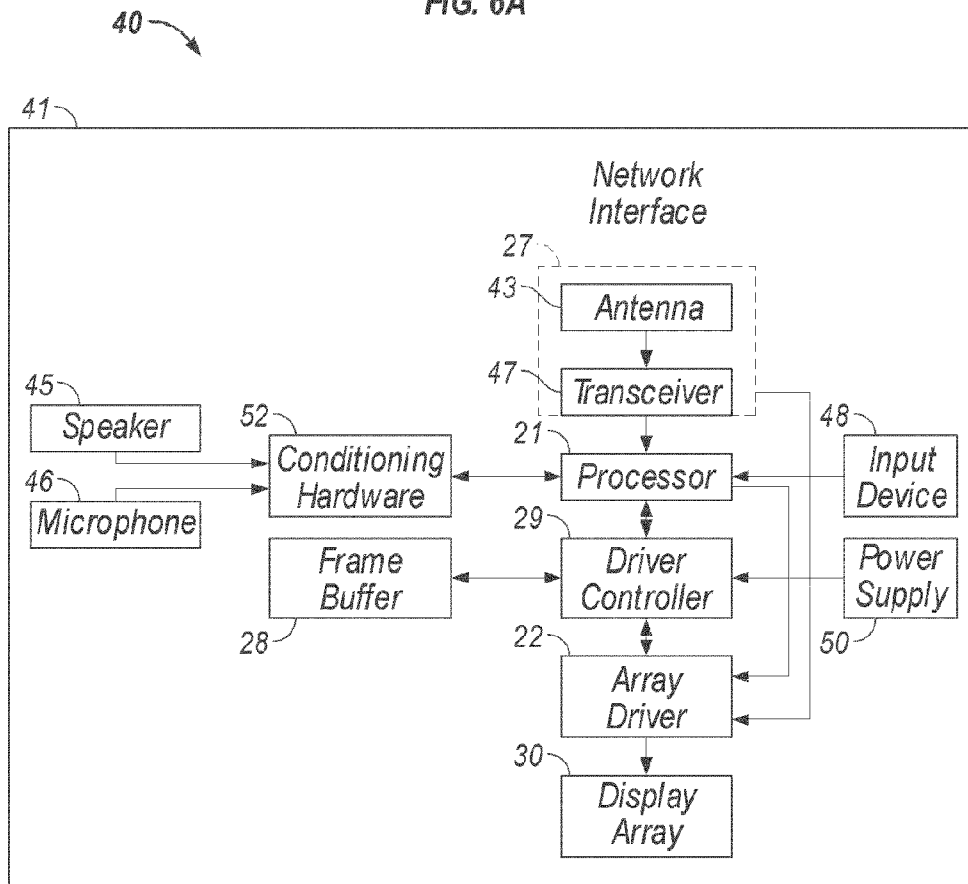 FIG. 6A
40
41
Network
Interface
27
43
Antenna
47
Transceiver
45
Speaker
46
Microphone
52
Conditioning
Hardware
21
Processor
48
Input
Device
29
Driver
Controller
Frame
Buffer
28
Power
Supply
50
22
Array
Driver
30
Display
Array